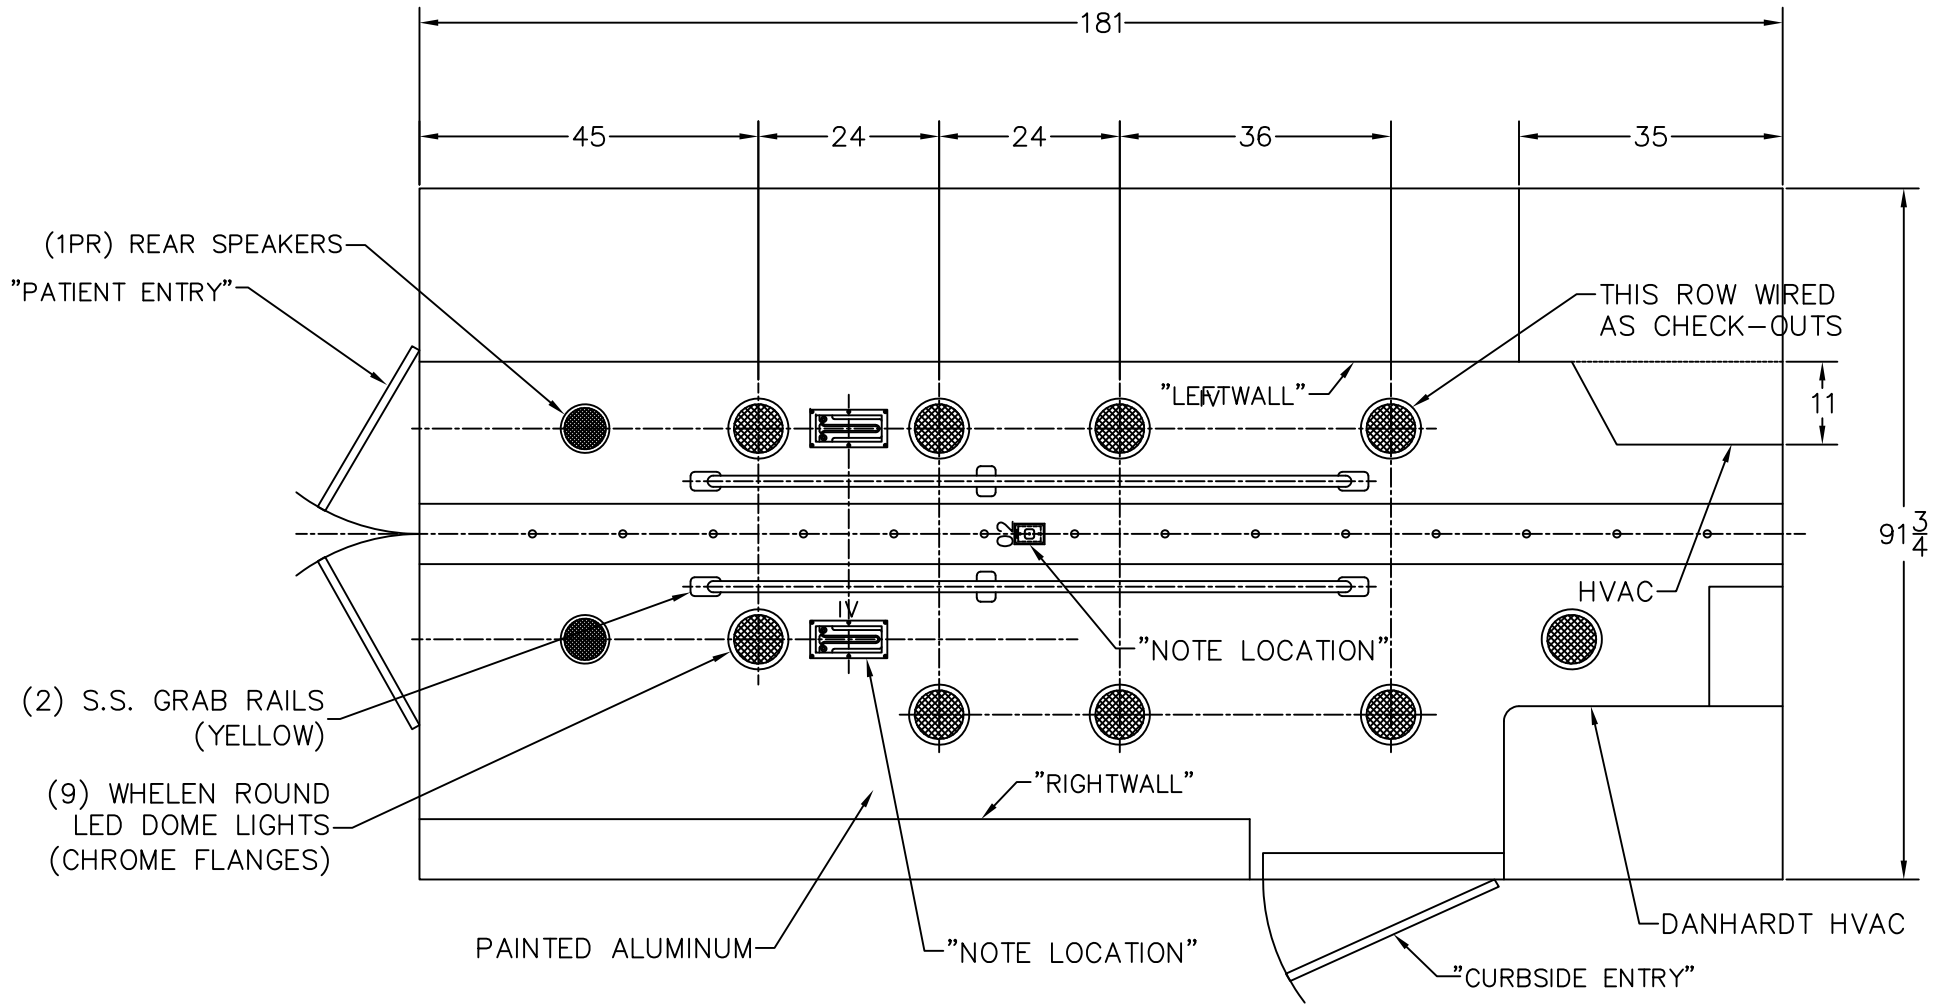 181
45
24
24
36
35
(1PR) REAR SPEAKERS
"PATIENT ENTRY"
THIS ROW WIRED
AS CHECK-OUTS
"LEFTWALL"
IV
11
O2
91 3/4
HVAC
IV
"NOTE LOCATION"
(2) S.S. GRAB RAILS
(YELLOW)
"RIGHTWALL"
(9) WHELEN ROUND
LED DOME LIGHTS
(CHROME FLANGES)
DANHARDT HVAC
PAINTED ALUMINUM
"NOTE LOCATION"
"CURBSIDE ENTRY"